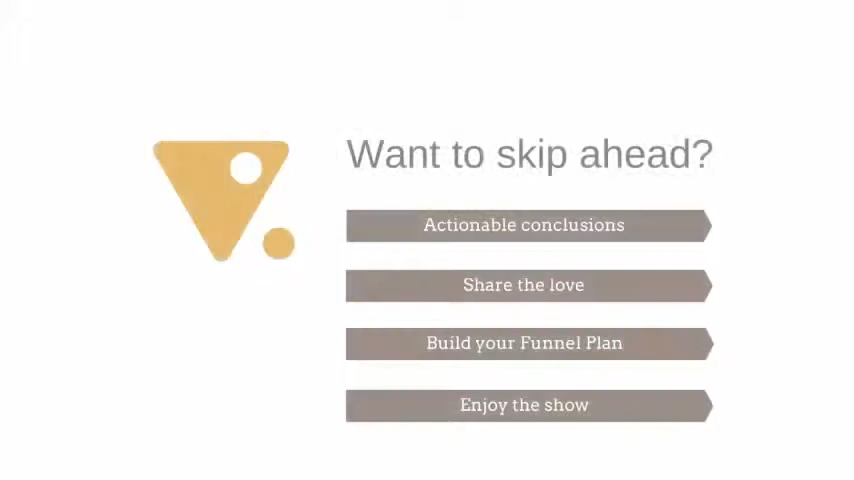 Want to skip ahead?
Actionable conclusions
Share the love
Build your Funnel Plan
Enjoy the show